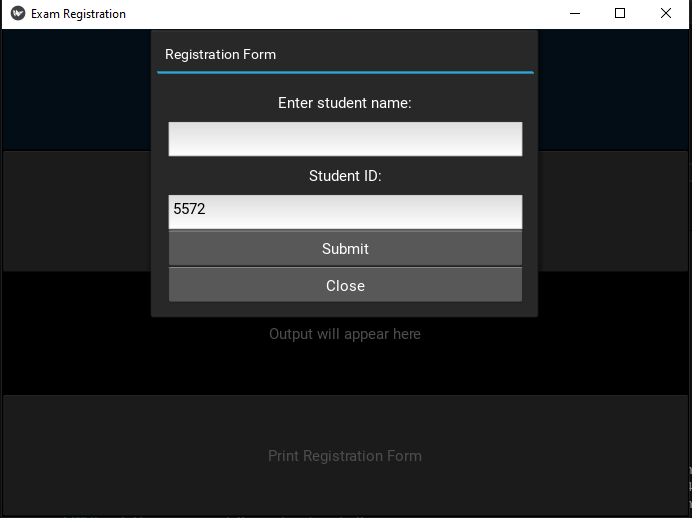 Exam Registration
Registration Form
Enter student name:
Student ID:
5572
Submit
Close
Output will appear here
Print Registration Form